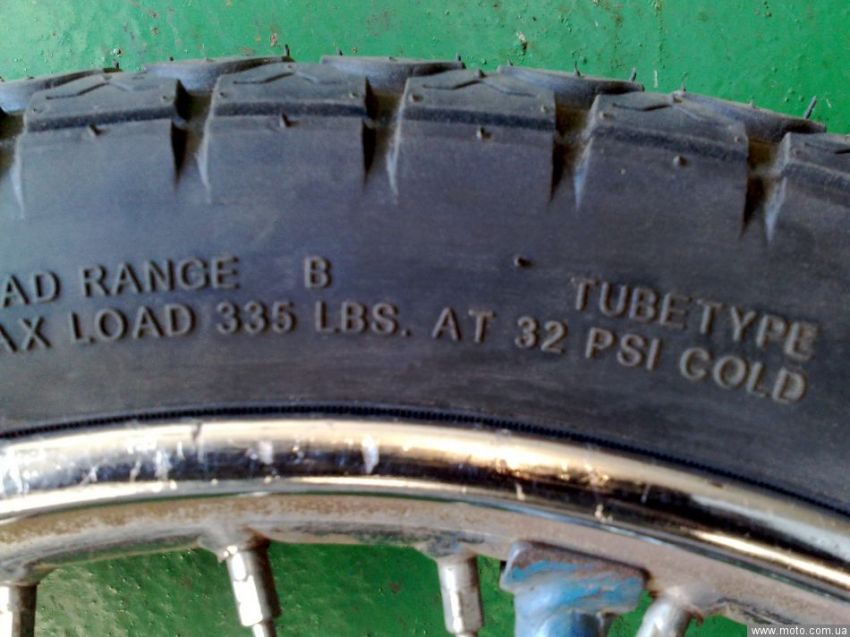 AD RANGE B TUBETYPE
AX LOAD 335 LBS. AT 32 PSI COLD
www.moto.com.ua